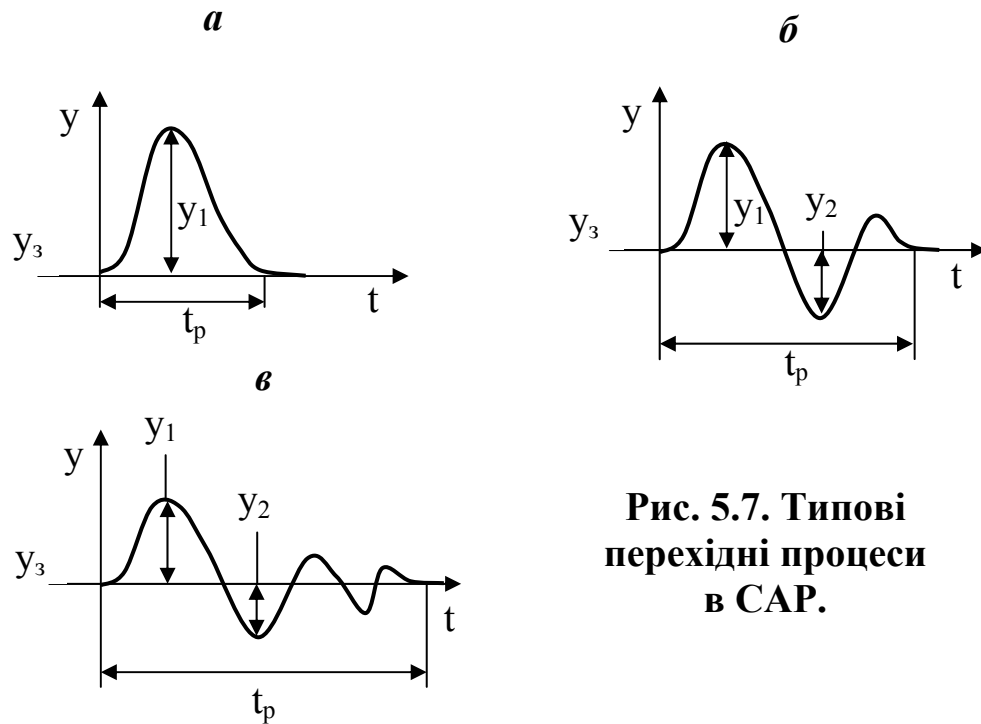 а
y
y₁
yз
t
tр
б
y
y₁
y₂
yз
t
tр
в
y₁
y
y₂
yз
t
tр
Рис. 5.7. Типові
перехідні процеси
в САР.